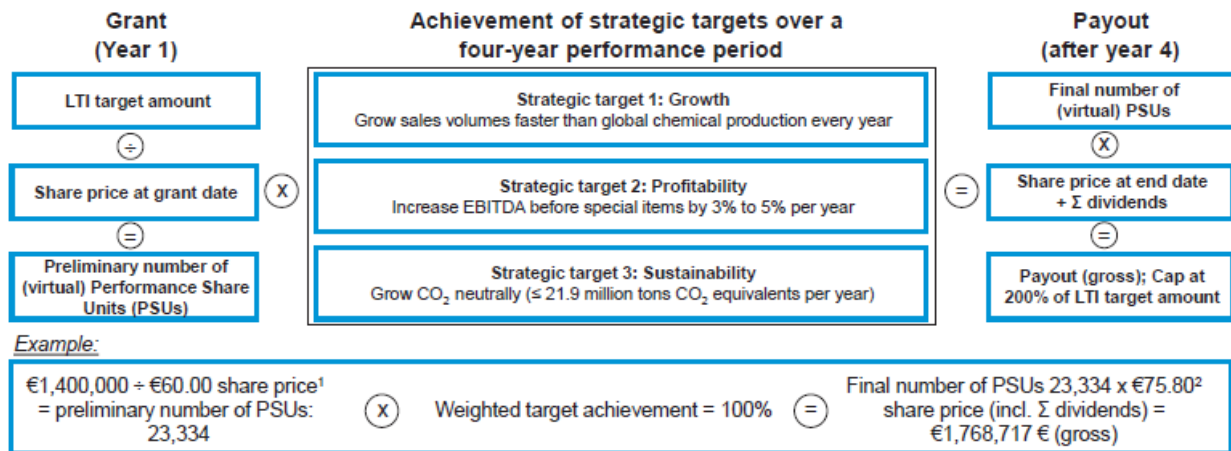 Grant
(Year 1)
Achievement of strategic targets over a
four-year performance period
Payout
(after year 4)
LTI target amount
÷
Share price at grant date
=
Preliminary number of
(virtual) Performance Share
Units (PSUs)
X
Strategic target 1: Growth
Grow sales volumes faster than global chemical production every year
Strategic target 2: Profitability
Increase EBITDA before special items by 3% to 5% per year
Strategic target 3: Sustainability
Grow CO₂ neutrally (≤ 21.9 million tons CO₂ equivalents per year)
=
Final number of
(virtual) PSUs
X
Share price at end date
+ Σ dividends
=
Payout (gross); Cap at
200% of LTI target amount
Example:
€1,400,000 ÷ €60.00 share price¹
= preliminary number of PSUs:
23,334
X
Weighted target achievement = 100%
=
Final number of PSUs 23,334 x €75.80²
share price (incl. Σ dividends) =
€1,768,717 € (gross)